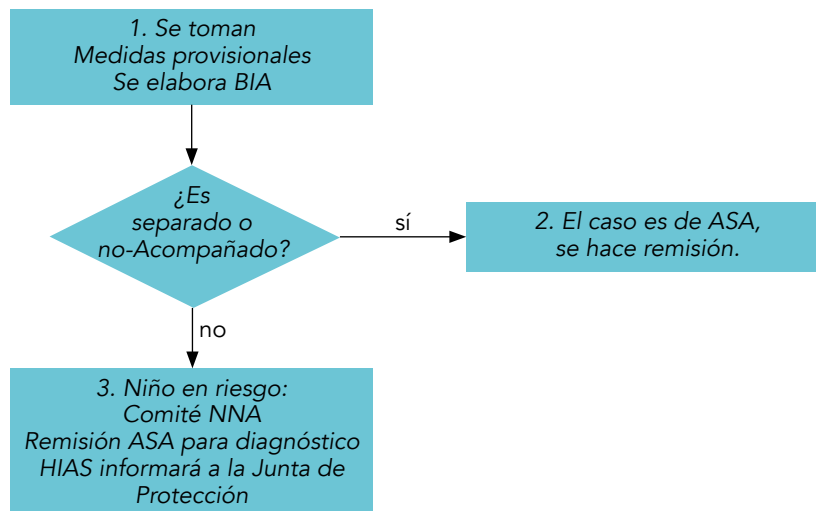 1. Se toman
Medidas provisionales
Se elabora BIA
¿Es
separado o
no-Acompañado?
sí
2. El caso es de ASA,
se hace remisión.
no
3. Niño en riesgo:
Comité NNA
Remisión ASA para diagnóstico
HIAS informará a la Junta de
Protección